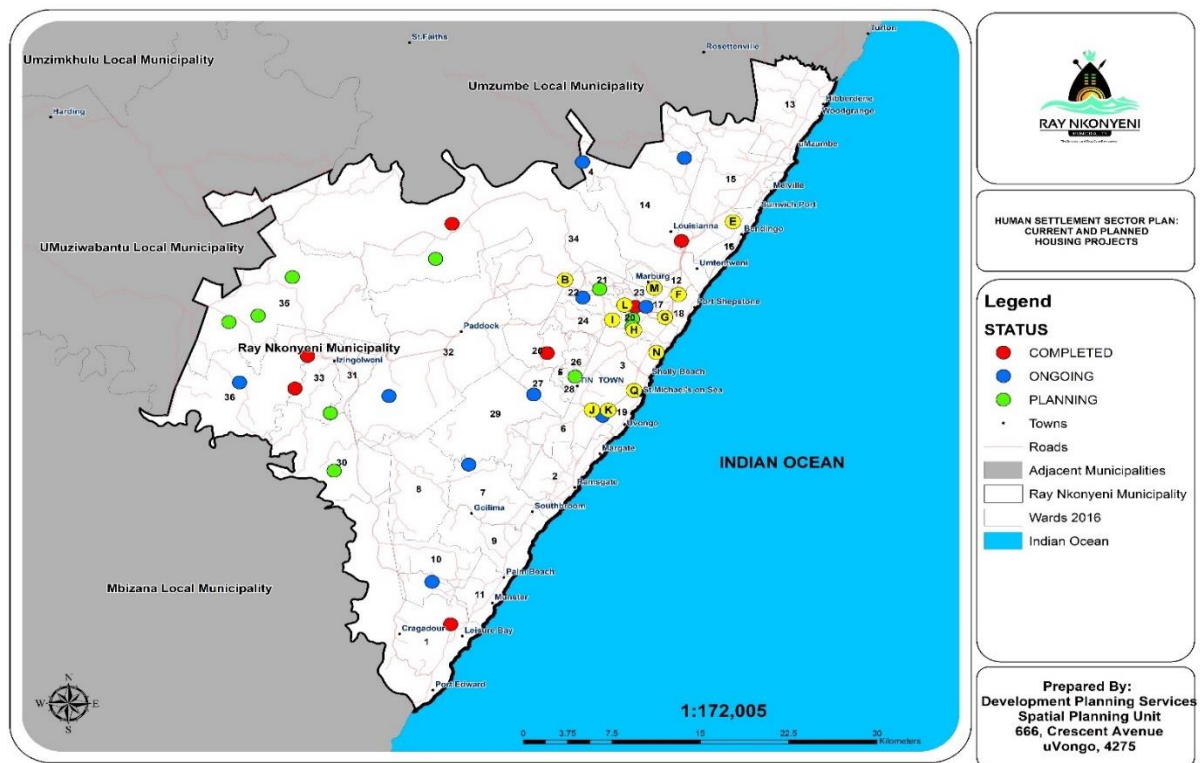 Turton
St.Faiths
Rosettenville
Umzimkhulu Local Municipality
Umzumbe Local Municipality
Harding
13
Hibberdene
Woodgrange
uMzumbe
4
15
Melville
Sunwich Port
14
Louisianna
E
Bendingo
16
34
UMuziwabantu Local Municipality
Umtentweni
B
21
Marburg
M
12
F
22
23
L
17
Port Shepstone
35
24
I
20
H
G
18
Paddock
Ray Nkonyeni Municipality
Izingolweni
32
N
33
31
25
26
3
5
Shelly Beach
36
27
28
TIN TOWN
Q
St.Michael's on Sea
29
J
K
19
Uvongo
6
Margate
INDIAN OCEAN
30
2
8
7
Ramsgate
Gcilima
Southbroom
9
10
Mbizana Local Municipality
Palm Beach
11
Munster
Cragadour
1
Leisure Bay
Port Edward
N
W
E
S
1:172,005
0 3.75 7.5 15 22.5 30
Kilometers
RAY NKONYENI
MUNICIPALITY
HUMAN SETTLEMENT SECTOR PLAN:
CURRENT AND PLANNED
HOUSING PROJECTS
Legend
STATUS
COMPLETED
ONGOING
PLANNING
Towns
Roads
Adjacent Municipalities
Ray Nkonyeni Municipality
Wards 2016
Indian Ocean
Prepared By:
Development Planning Services
Spatial Planning Unit
666, Crescent Avenue
uVongo, 4275